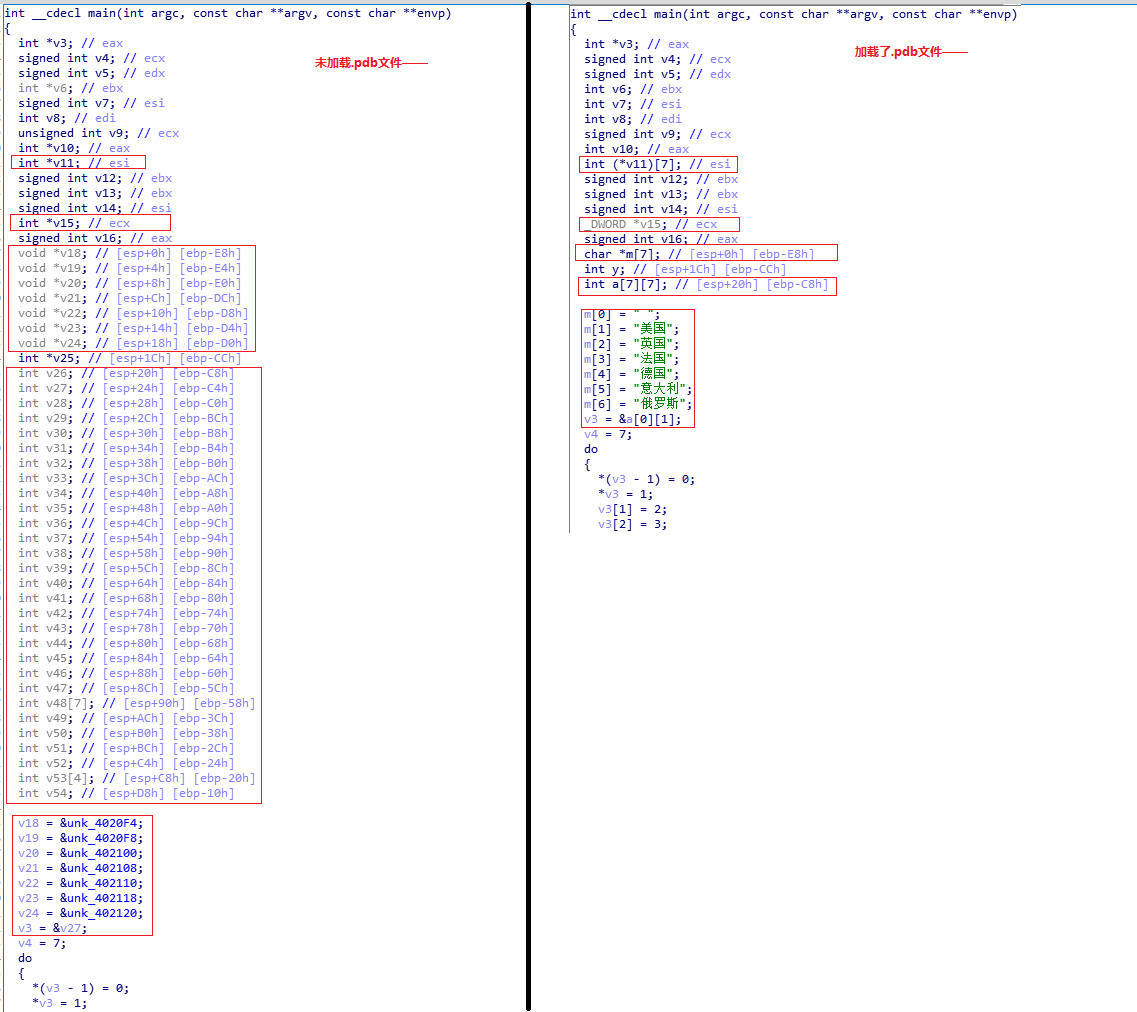 int __cdecl main(int argc, const char **argv, const char **envp)
{
int *v3; // eax
signed int v4; // ecx
signed int v5; // edx
int *v6; // ebx
signed int v7; // esi
int v8; // edi
unsigned int v9; // ecx
int *v10; // eax
int *v11; // esi
signed int v12; // ebx
signed int v13; // ebx
signed int v14; // esi
int *v15; // ecx
signed int v16; // eax
void *v18; // [esp+0h] [ebp-E8h]
void *v19; // [esp+4h] [ebp-E4h]
void *v20; // [esp+8h] [ebp-E0h]
void *v21; // [esp+Ch] [ebp-DCh]
void *v22; // [esp+10h] [ebp-D8h]
void *v23; // [esp+14h] [ebp-D4h]
void *v24; // [esp+18h] [ebp-D0h]
int *v25; // [esp+1Ch] [ebp-CCh]
int v26; // [esp+20h] [ebp-C8h]
int v27; // [esp+24h] [ebp-C4h]
int v28; // [esp+28h] [ebp-C0h]
int v29; // [esp+2Ch] [ebp-BCh]
int v30; // [esp+30h] [ebp-B8h]
int v31; // [esp+34h] [ebp-B4h]
int v32; // [esp+38h] [ebp-B0h]
int v33; // [esp+3Ch] [ebp-ACh]
int v34; // [esp+40h] [ebp-A8h]
int v35; // [esp+48h] [ebp-A0h]
int v36; // [esp+4Ch] [ebp-9Ch]
int v37; // [esp+54h] [ebp-94h]
int v38; // [esp+58h] [ebp-90h]
int v39; // [esp+5Ch] [ebp-8Ch]
int v40; // [esp+64h] [ebp-84h]
int v41; // [esp+68h] [ebp-80h]
int v42; // [esp+74h] [ebp-74h]
int v43; // [esp+78h] [ebp-70h]
int v44; // [esp+80h] [ebp-68h]
int v45; // [esp+84h] [ebp-64h]
int v46; // [esp+88h] [ebp-60h]
int v47; // [esp+8Ch] [ebp-5Ch]
int v48[7]; // [esp+90h] [ebp-58h]
int v49; // [esp+ACh] [ebp-3Ch]
int v50; // [esp+B0h] [ebp-38h]
int v51; // [esp+BCh] [ebp-2Ch]
int v52; // [esp+C4h] [ebp-24h]
int v53[4]; // [esp+C8h] [ebp-20h]
int v54; // [esp+D8h] [ebp-10h]
v18 = &unk_4020F4;
v19 = &unk_4020F8;
v20 = &unk_402100;
v21 = &unk_402108;
v22 = &unk_402110;
v23 = &unk_402118;
v24 = &unk_402120;
v3 = &v27;
v4 = 7;
do
{
*(v3 - 1) = 0;
*v3 = 1;
未加载.pdb文件——
int __cdecl main(int argc, const char **argv, const char **envp)
{
int *v3; // eax
signed int v4; // ecx
signed int v5; // edx
int v6; // ebx
int v7; // esi
int v8; // edi
signed int v9; // ecx
int v10; // eax
int (*v11)[7]; // esi
signed int v12; // ebx
signed int v13; // ebx
signed int v14; // esi
_DWORD *v15; // ecx
signed int v16; // eax
char *m[7]; // [esp+0h] [ebp-E8h]
int y; // [esp+1Ch] [ebp-CCh]
int a[7][7]; // [esp+20h] [ebp-C8h]
m[0] = " ";
m[1] = "美国";
m[2] = "英国";
m[3] = "法国";
m[4] = "德国";
m[5] = "意大利";
m[6] = "俄罗斯";
v3 = &a[0][1];
v4 = 7;
do
{
*(v3 - 1) = 0;
*v3 = 1;
v3[1] = 2;
v3[2] = 3;
加载了.pdb文件——